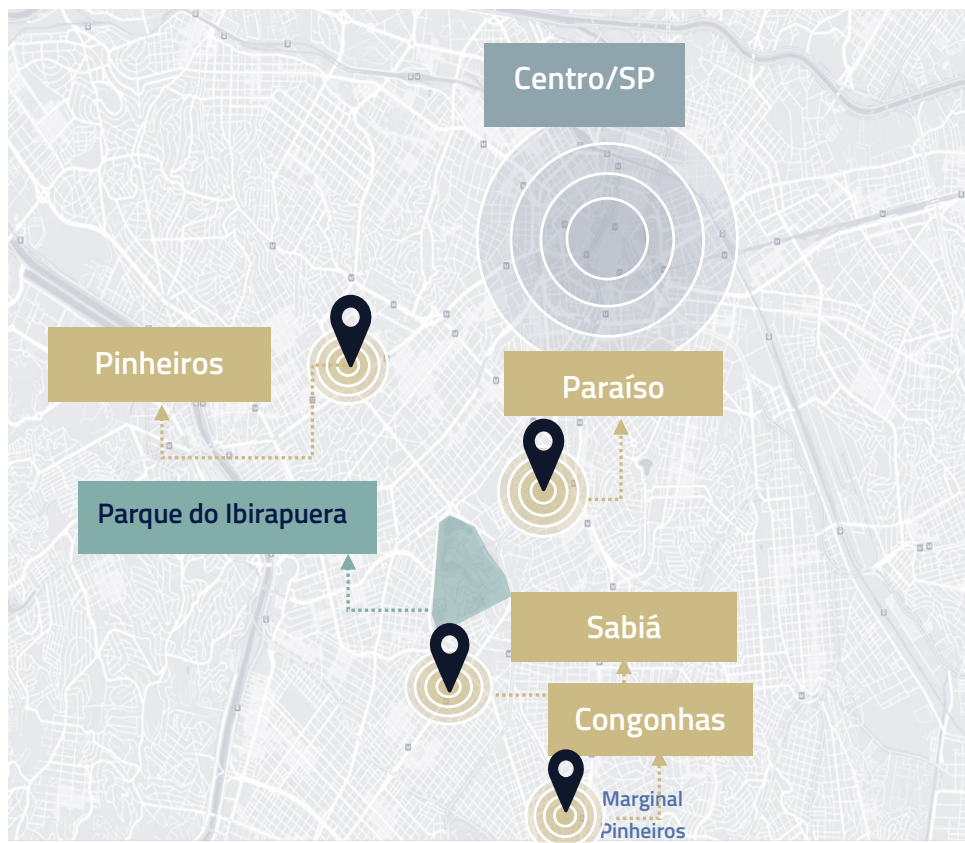 Centro/SP
Pinheiros
Paraíso
Parque do Ibirapuera
Sabiá
Congonhas
Marginal
Pinheiros